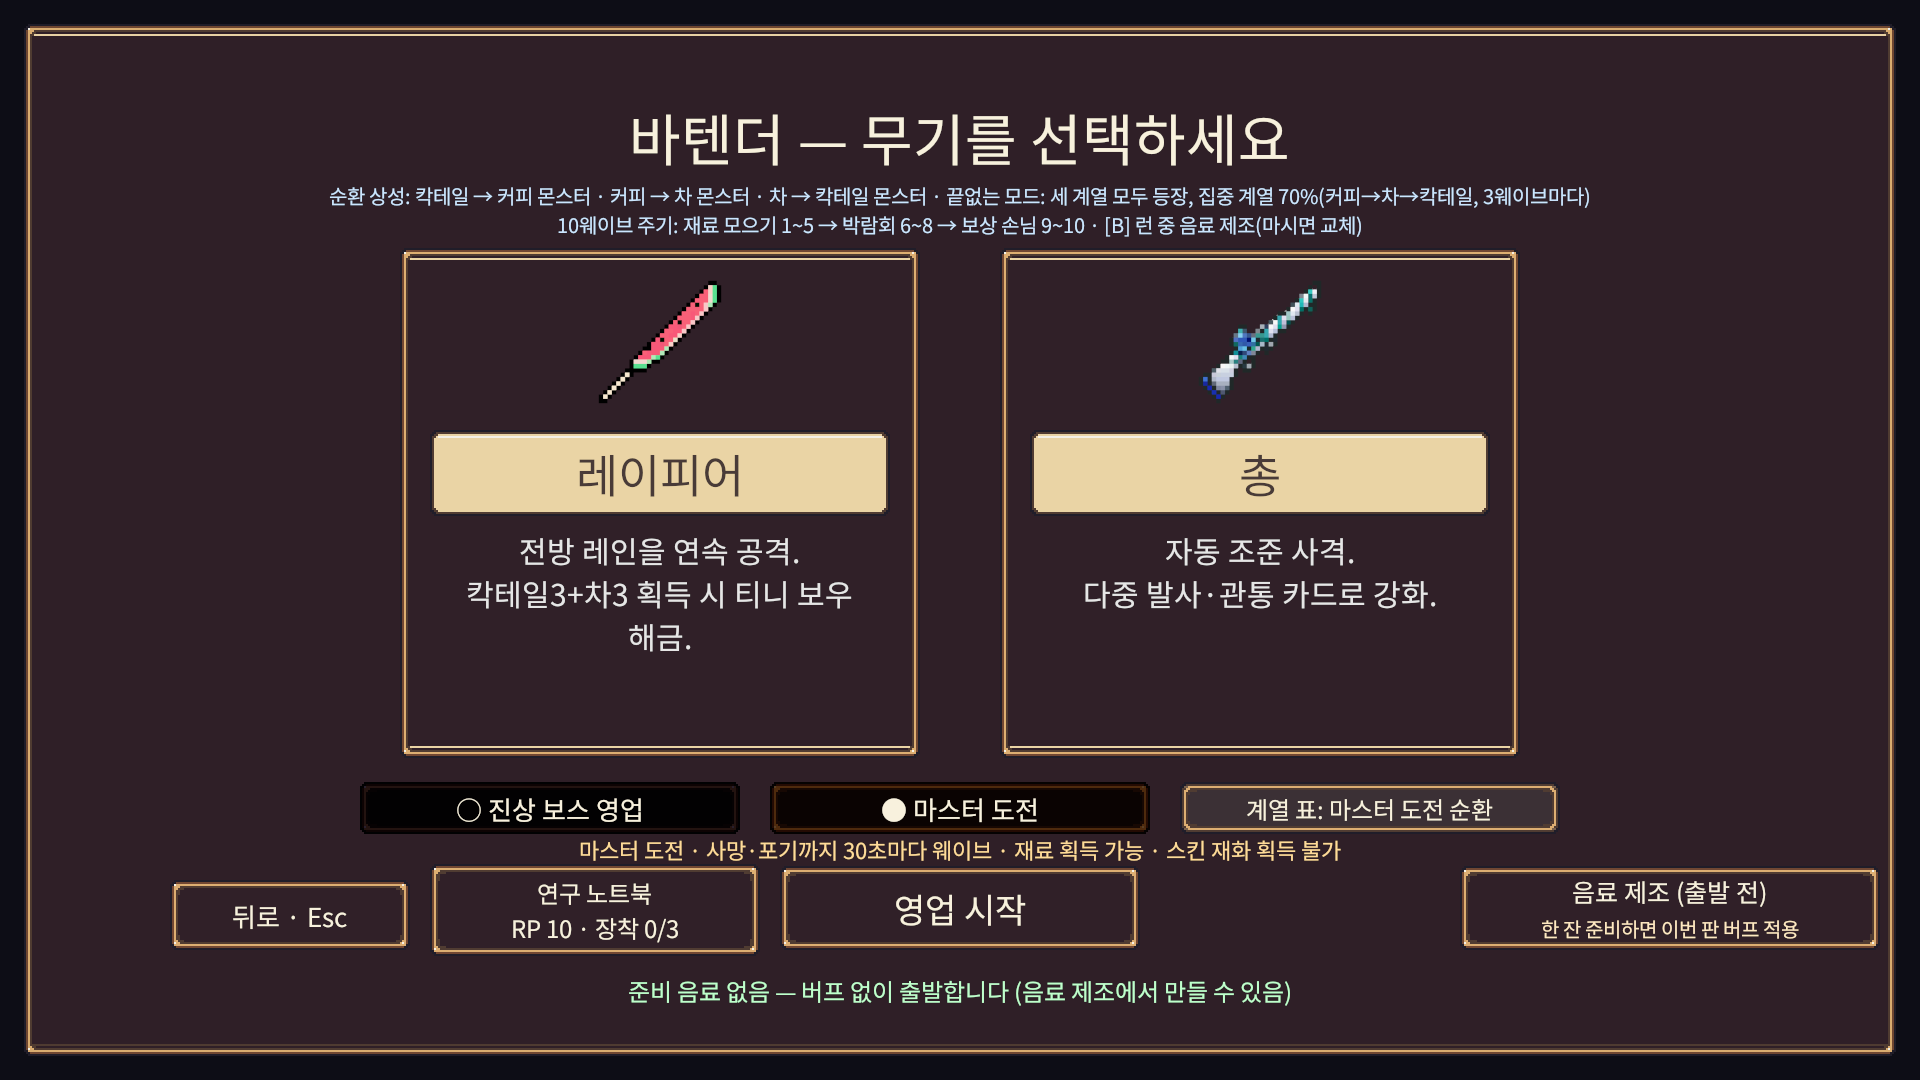 바텐더 — 무기를 선택하세요
순환 상성: 칵테일 → 커피 몬스터 · 커피 → 차 몬스터 · 차 → 칵테일 몬스터 · 끝없는 모드: 세 계열 모두 등장, 집중 계열 70%(커피→차→칵테일, 3웨이브마다)
10웨이브 주기: 재료 모으기 1~5 → 박람회 6~8 → 보상 손님 9~10 · [B] 런 중 음료 제조(마시면 교체)
레이피어
전방 레인을 연속 공격.
칵테일3+차3 획득 시 티니 보우
해금.
총
자동 조준 사격.
다중 발사·관통 카드로 강화.
○ 진상 보스 영업
● 마스터 도전
계열 표: 마스터 도전 순환
마스터 도전 · 사망·포기까지 30초마다 웨이브 · 재료 획득 가능 · 스킨 재화 획득 불가
뒤로 · Esc
연구 노트북
RP 10 · 장착 0/3
영업 시작
음료 제조 (출발 전)
한 잔 준비하면 이번 판 버프 적용
준비 음료 없음 — 버프 없이 출발합니다 (음료 제조에서 만들 수 있음)